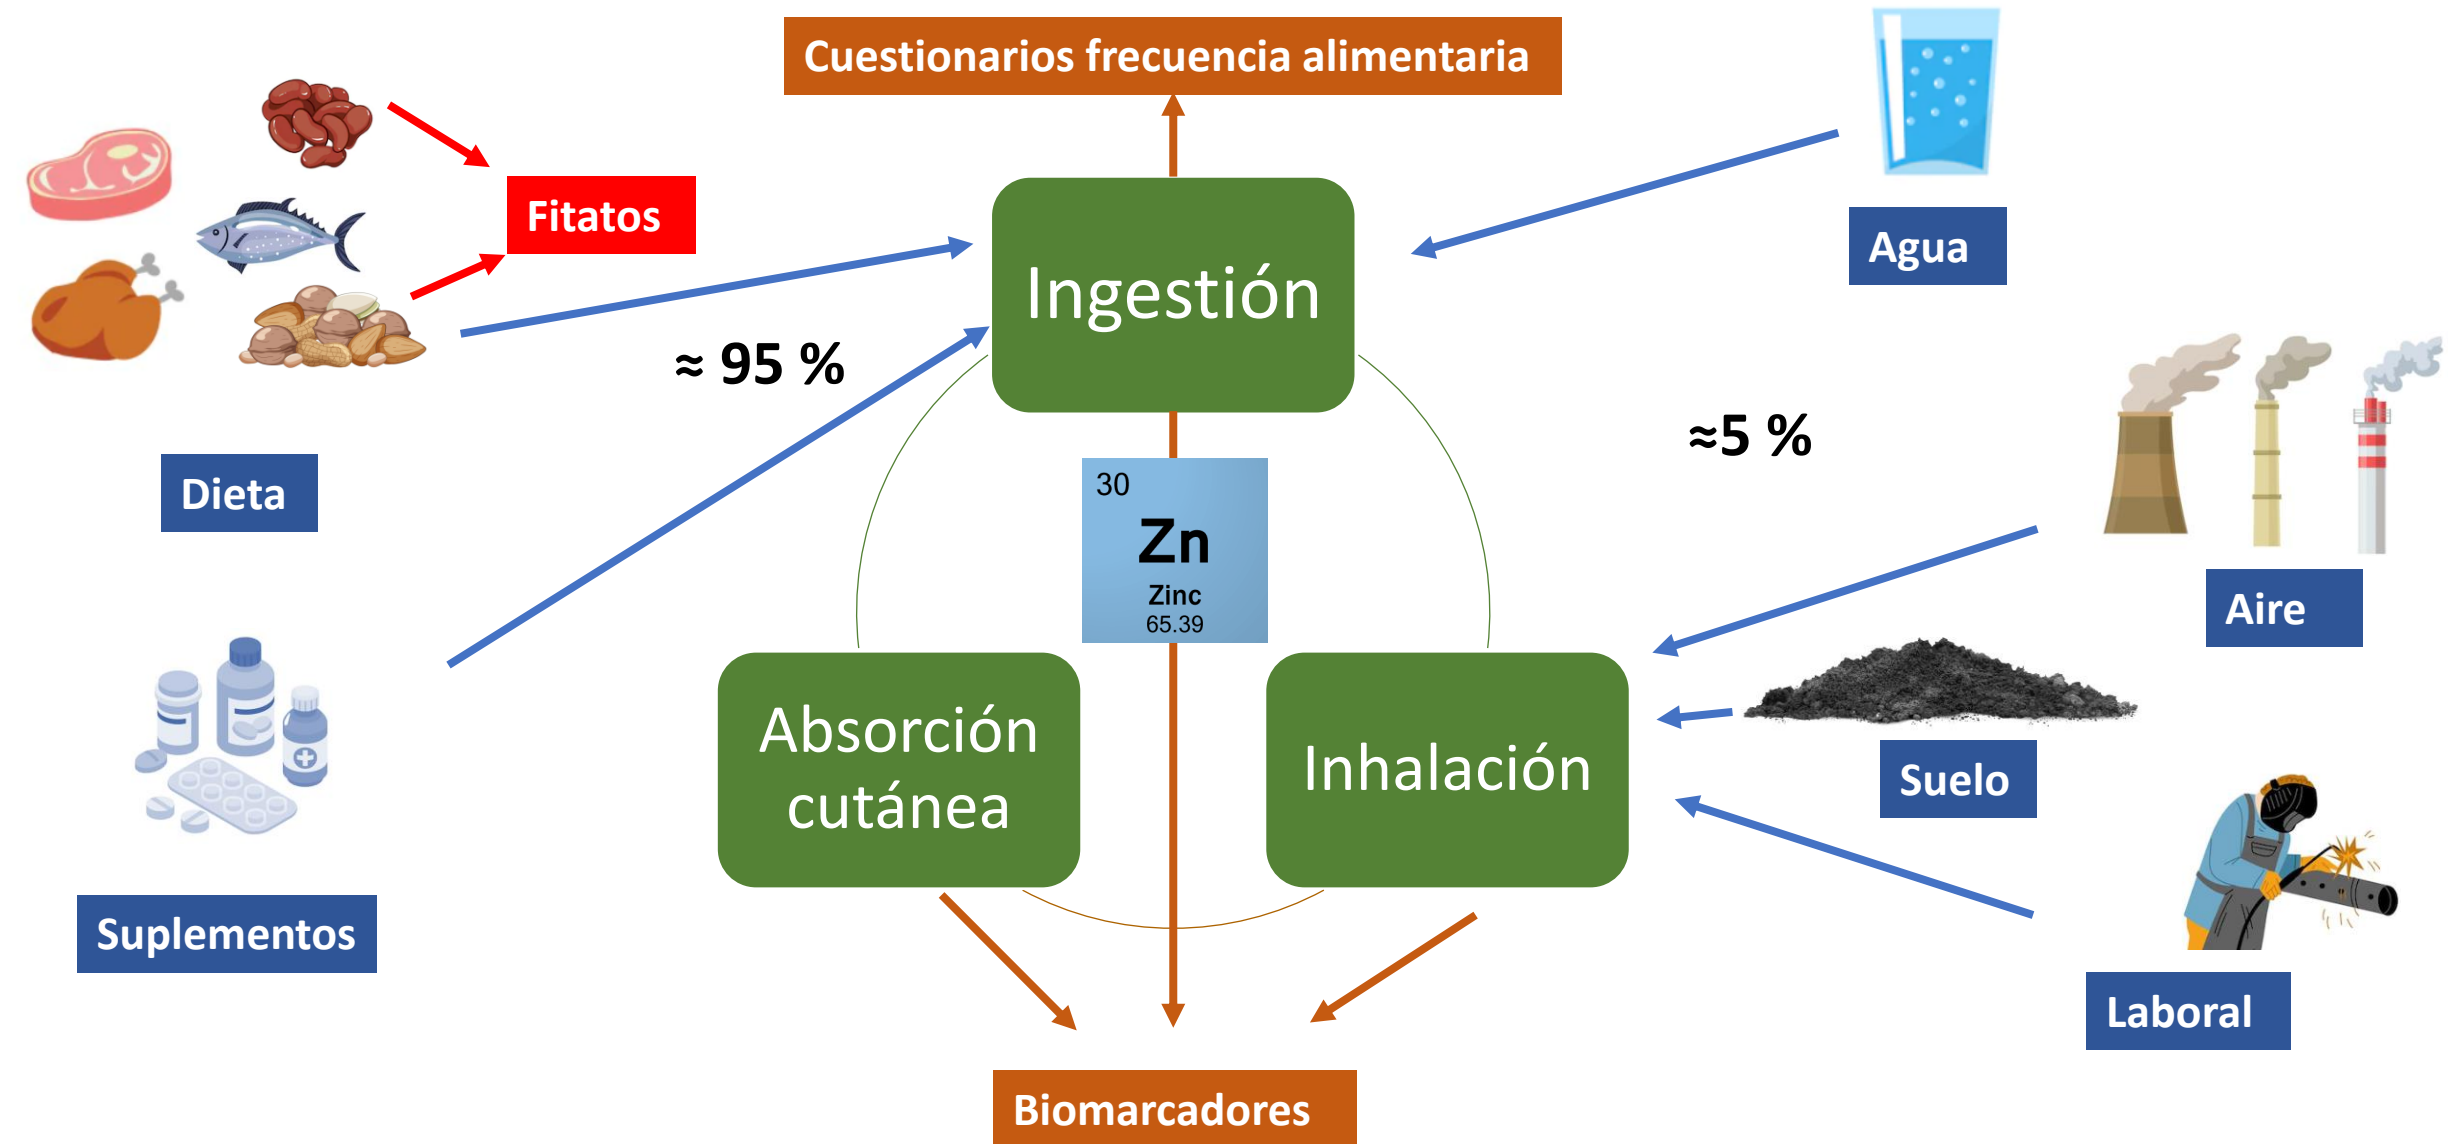 Cuestionarios frecuencia alimentaria
Fitatos
Agua
Ingestión
≈ 95 %
≈5 %
Dieta
30
Zn
Zinc
65.39
Aire
Absorción
cutánea
Inhalación
Suelo
Suplementos
Laboral
Biomarcadores